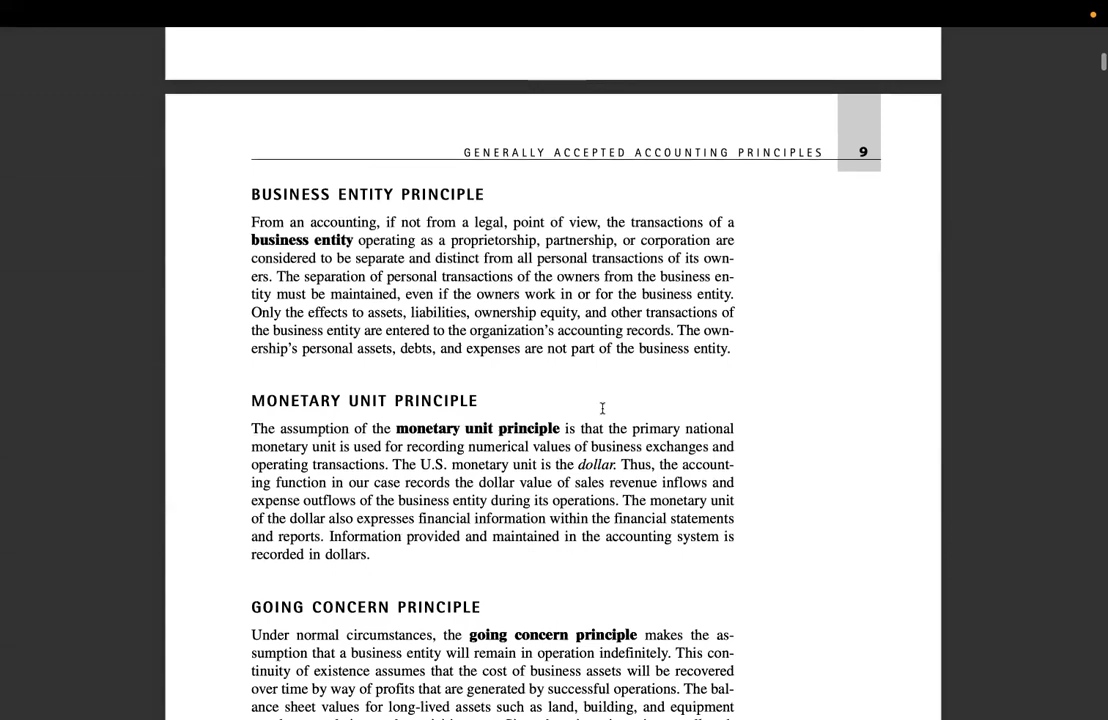 GENERALLY ACCEPTED ACCOUNTING PRINCIPLES 9
BUSINESS ENTITY PRINCIPLE
From an accounting, if not from a legal, point of view, the transactions of a
business entity operating as a proprietorship, partnership, or corporation are
considered to be separate and distinct from all personal transactions of its own-
ers. The separation of personal transactions of the owners from the business en-
tity must be maintained, even if the owners work in or for the business entity.
Only the effects to assets, liabilities, ownership equity, and other transactions of
the business entity are entered to the organization's accounting records. The own-
ership's personal assets, debts, and expenses are not part of the business entity.
MONETARY UNIT PRINCIPLE
The assumption of the monetary unit principle is that the primary national
monetary unit is used for recording numerical values of business exchanges and
operating transactions. The U.S. monetary unit is the dollar. Thus, the account-
ing function in our case records the dollar value of sales revenue inflows and
expense outflows of the business entity during its operations. The monetary unit
of the dollar also expresses financial information within the financial statements
and reports. Information provided and maintained in the accounting system is
recorded in dollars.
GOING CONCERN PRINCIPLE
Under normal circumstances, the going concern principle makes the as-
sumption that a business entity will remain in operation indefinitely. This con-
tinuity of existence assumes that the cost of business assets will be recovered
over time by way of profits that are generated by successful operations. The bal-
ance sheet values for long-lived assets such as land, building, and equipment